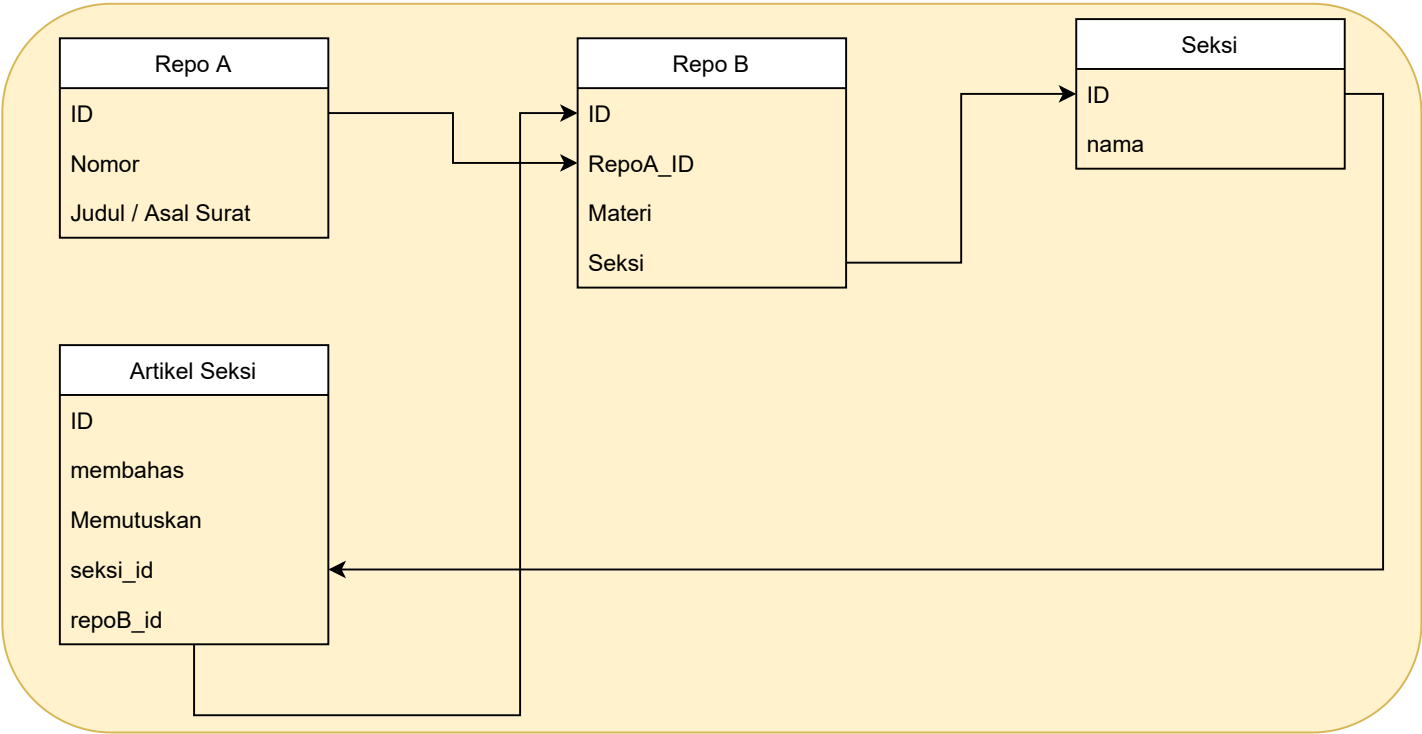 Repo A
ID
Nomor
Judul / Asal Surat
Repo B
ID
RepoA_ID
Materi
Seksi
Seksi
ID
nama
Artikel Seksi
ID
membahas
Memutuskan
seksi_id
repoB_id